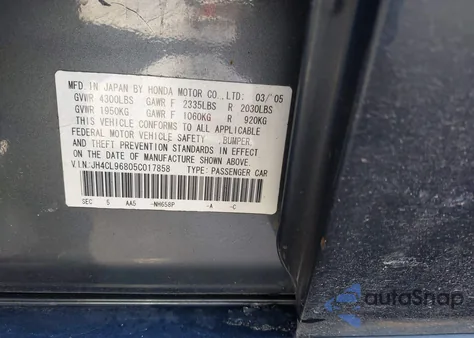 MFD. IN JAPAN BY HONDA MOTOR CO., LTD. 03/'05
GVWR 4300LBS GAWR F 2335LBS R 2030LBS
GVWR 1950KG GAWR F 1060KG R 920KG
THIS VEHICLE CONFORMS TO ALL APPLICABLE
FEDERAL MOTOR VEHICLE SAFETY ,BUMPER,
AND THEFT PREVENTION STANDARDS IN EFFECT
ON THE DATE OF MANUFACTURE SHOWN ABOVE.
V.I.N.:JH4CL96805C017858 TYPE: PASSENGER CAR
SEC 5 AA5 -NH658P -A -C
autoSnap